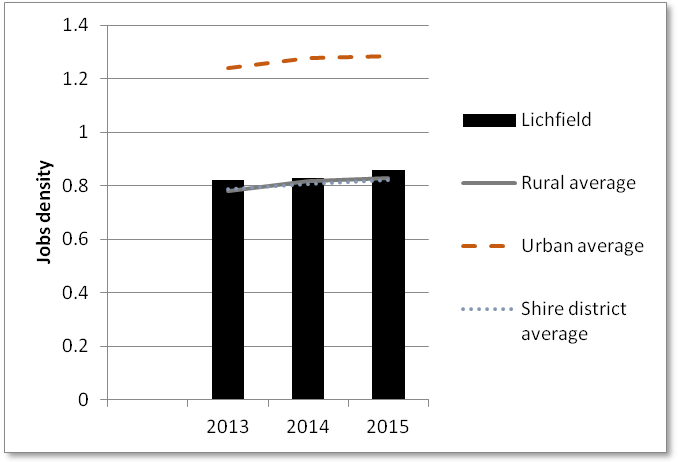 1.4
1.2
1
0.8
0.6
0.4
0.2
0
Jobs density
2013 2014 2015
Lichfield
Rural average
Urban average
Shire district
average